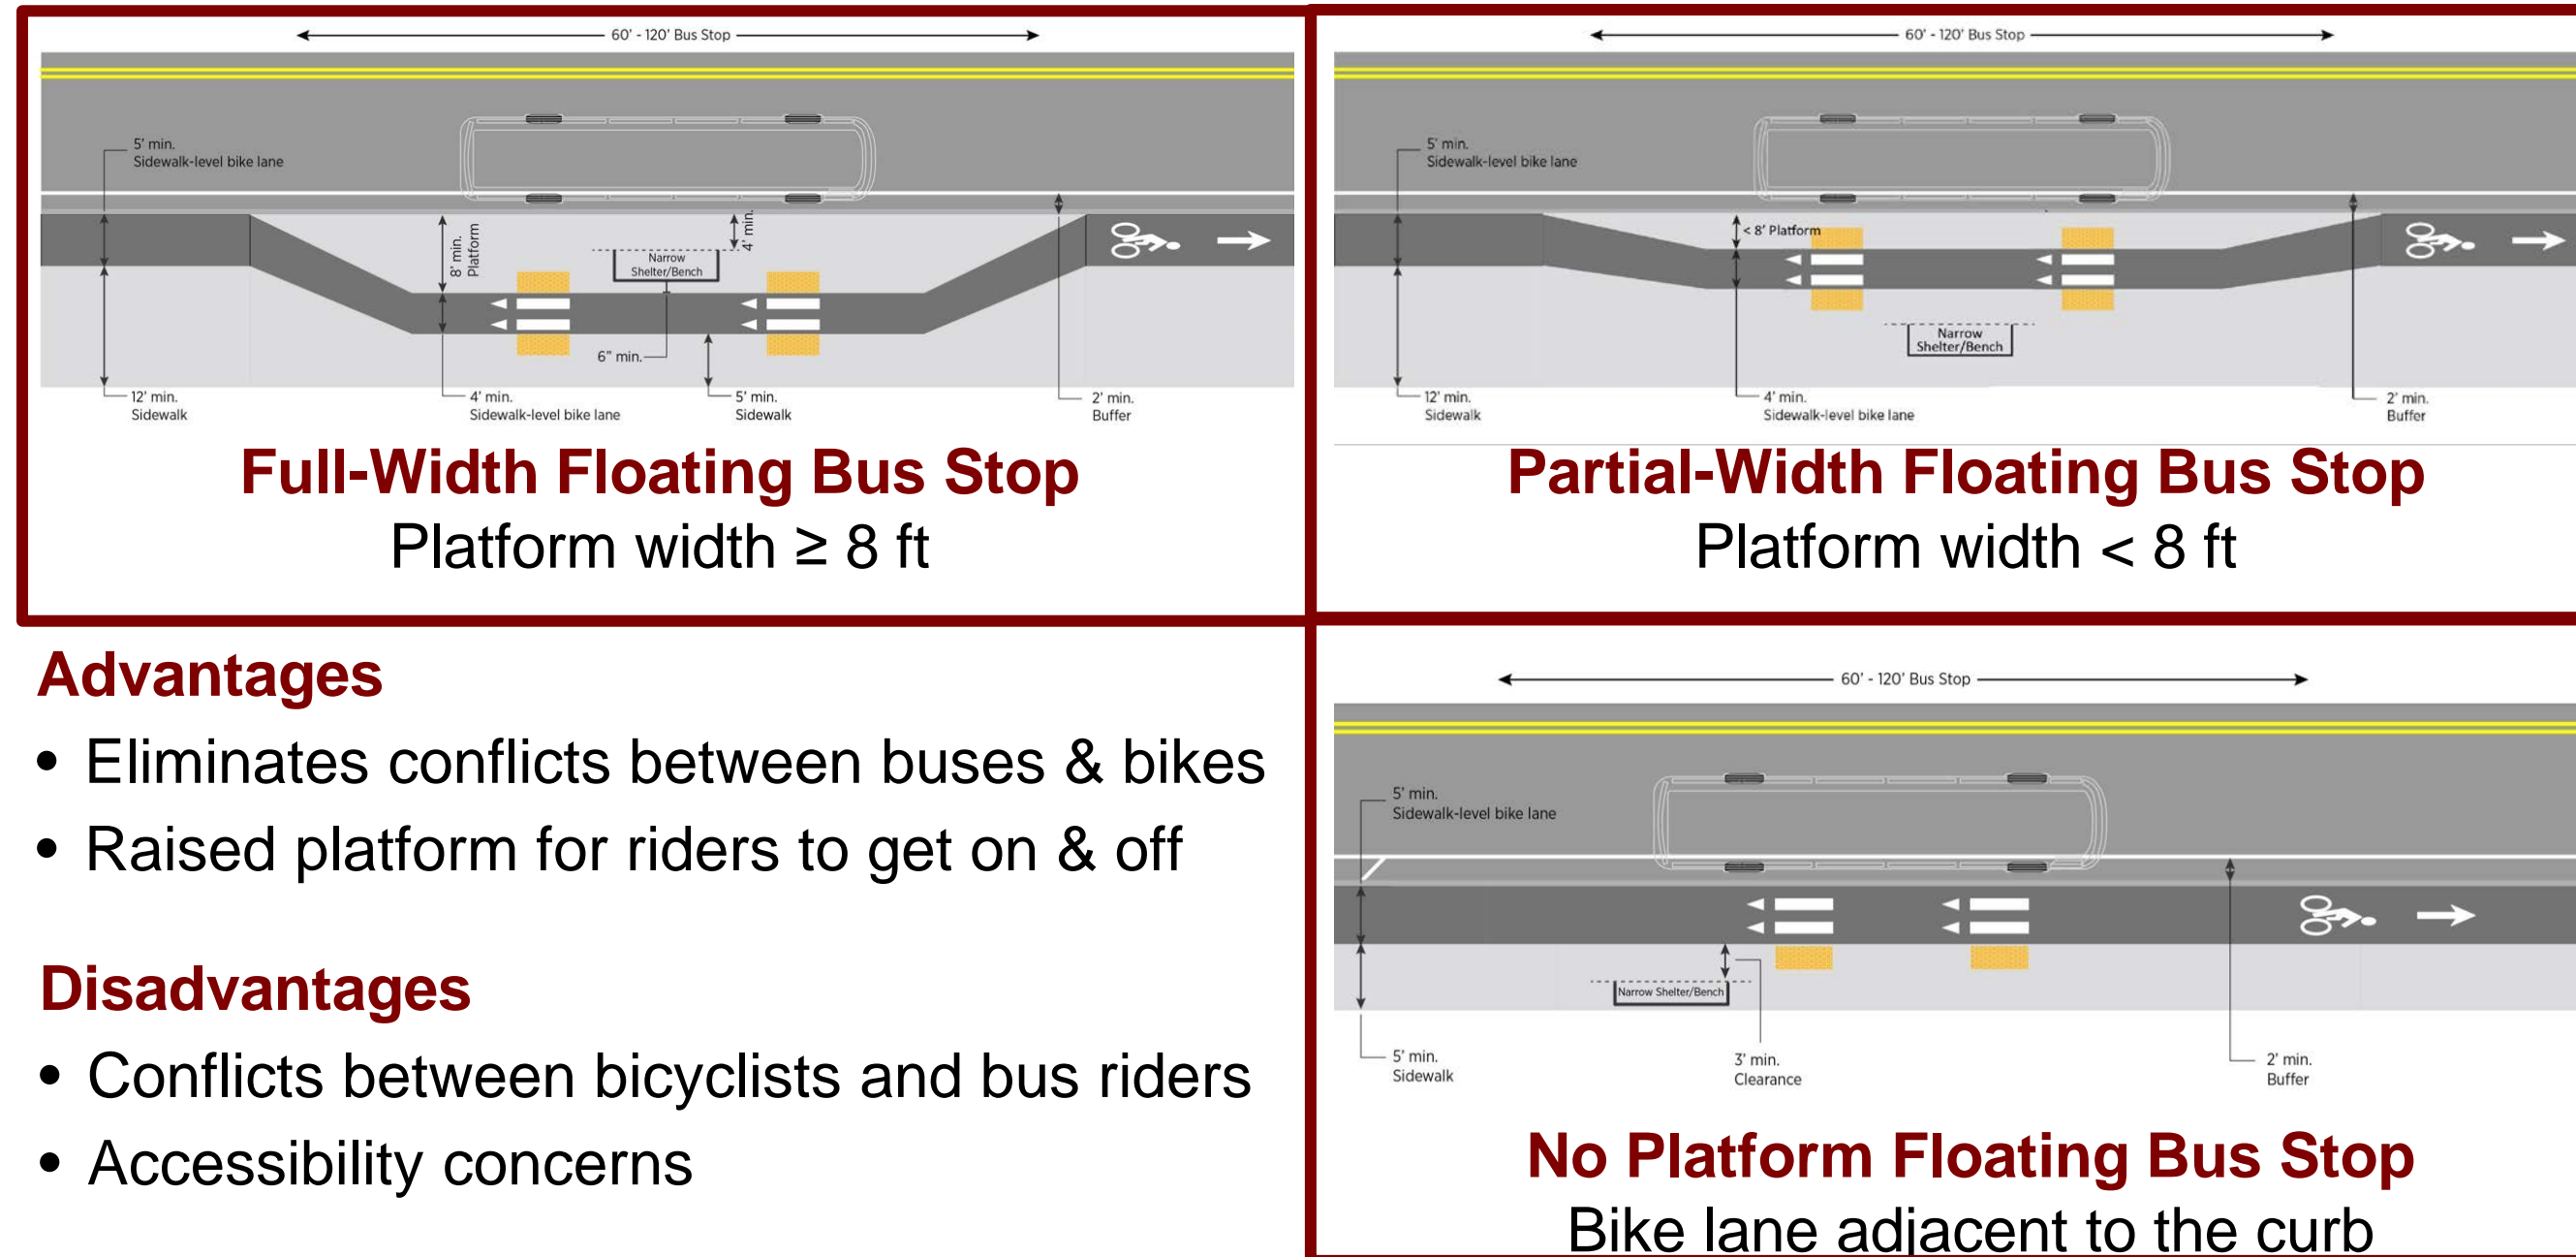 60' - 120' Bus Stop
5' min.
Sidewalk-level bike lane
8' min.
Platform
4' min.
Narrow
Shelter/Bench
6" min.
12' min.
Sidewalk
4' min.
Sidewalk-level bike lane
5' min.
Sidewalk
2' min.
Buffer
Full-Width Floating Bus Stop
Platform width ≥ 8 ft
60' - 120' Bus Stop
5' min.
Sidewalk-level bike lane
< 8' Platform
Narrow
Shelter/Bench
12' min.
Sidewalk
4' min.
Sidewalk-level bike lane
2' min.
Buffer
Partial-Width Floating Bus Stop
Platform width < 8 ft
Advantages
• Eliminates conflicts between buses & bikes
• Raised platform for riders to get on & off
Disadvantages
• Conflicts between bicyclists and bus riders
• Accessibility concerns
60' - 120' Bus Stop
5' min.
Sidewalk-level bike lane
Narrow Shelter/Bench
5' min.
Sidewalk
3' min.
Clearance
2' min.
Buffer
No Platform Floating Bus Stop
Bike lane adjacent to the curb